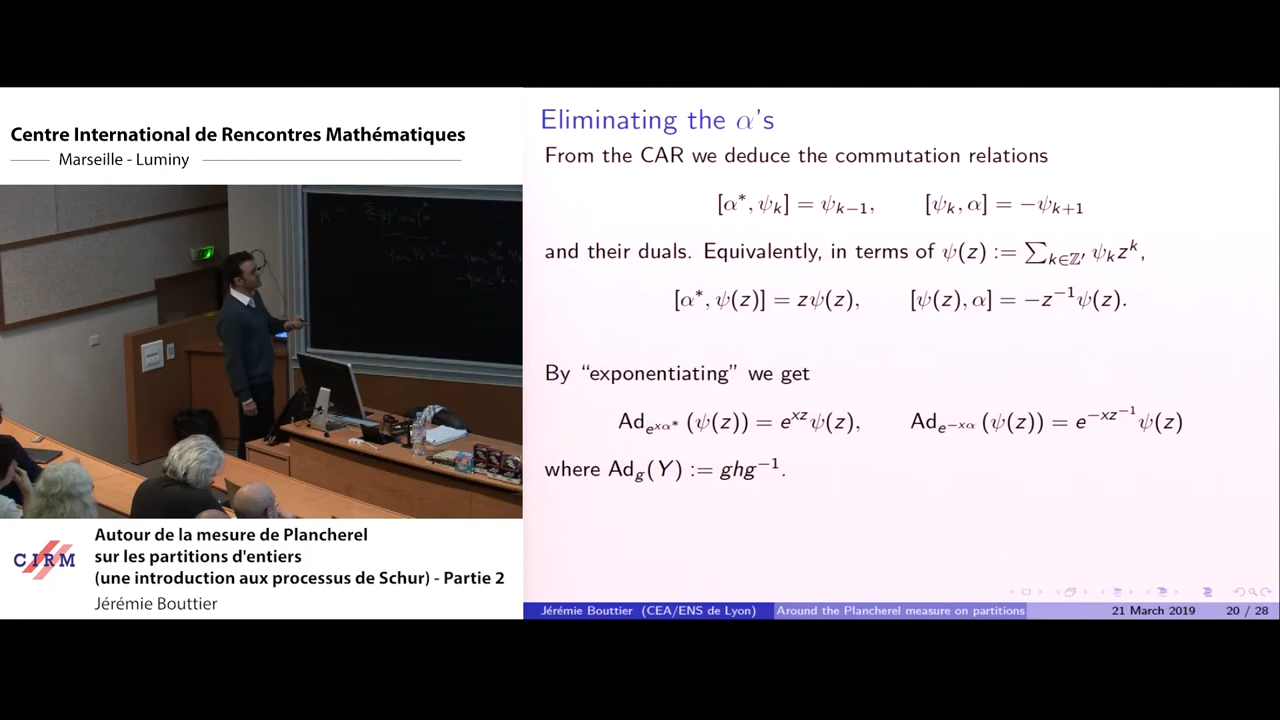 Centre International de Rencontres Mathématiques
Marseille - Luminy
Autour de la mesure de Plancherel
sur les partitions d'entiers
(une introduction aux processus de Schur) - Partie 2
Jérémie Bouttier
CIRM
Eliminating the α's
From the CAR we deduce the commutation relations
[α*, ψ_k] = ψ_{k−1}, [ψ_k, α] = −ψ_{k+1}
and their duals. Equivalently, in terms of ψ(z) := ∑_{k∈ℤ′} ψ_k z^k,
[α*, ψ(z)] = zψ(z), [ψ(z), α] = −z^{−1}ψ(z).
By “exponentiating” we get
Ad_{e^{xα*}} (ψ(z)) = e^{xz}ψ(z), Ad_{e^{−xα}} (ψ(z)) = e^{−xz^{−1}}ψ(z)
where Ad_g(Y) := ghg^{−1}.
Jérémie Bouttier (CEA/ENS de Lyon) Around the Plancherel measure on partitions 21 March 2019 20 / 28